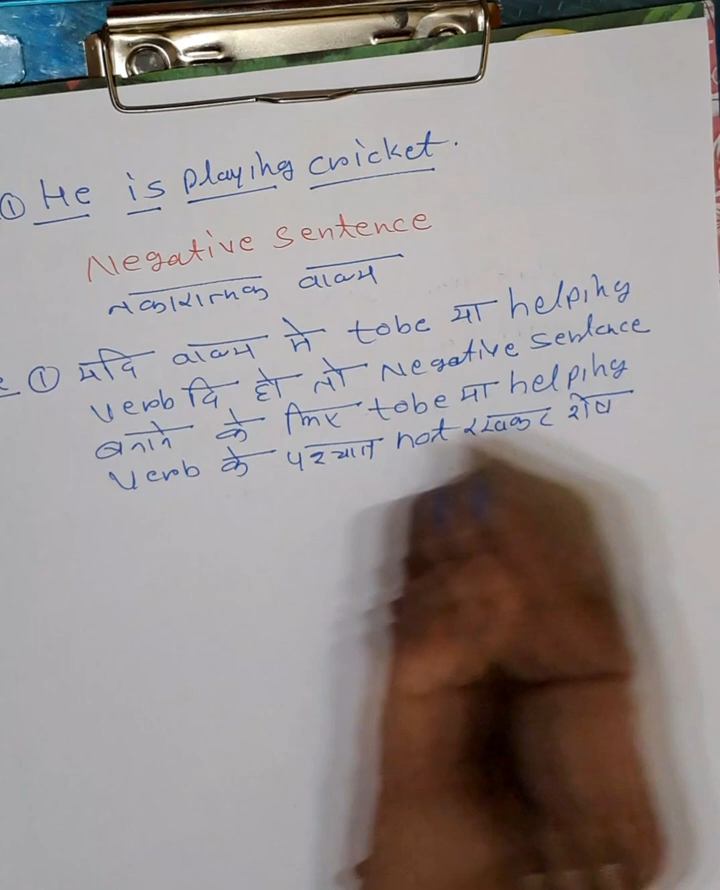 ① He is playing cricket.
Negative sentence
नकारात्मक वाक्य
① यदि वाक्य मे tobe या helping
verb दि हो तो Negative sentence
बनाने के लिए tobe या helping
verb के पश्चात not रखकर शेष